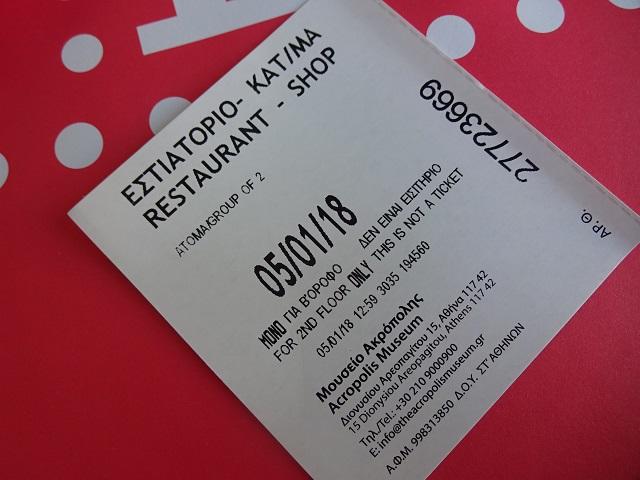 ΕΣΤΙΑΤΟΡΙΟ- ΚΑΤ/ΜΑ
RESTAURANT - SHOP
ΑΤΟΜΑ/GROUP OF 2
05/01/18
ΜΟΝΟ ΓΙΑ Β'ΟΡΟΦΟ ΔΕΝ ΕΙΝΑΙ ΕΙΣΙΤΗΡΙΟ
FOR 2ND FLOOR ONLY THIS IS NOT A TICKET
05/01/18 12:59 3035 194560
Μουσείο Ακρόπολης
Acropolis Museum
Διονυσίου Αρεοπαγίτου 15, Αθήνα 117 42
15 Dionysiou Areopagitou, Athens 117 42
Τηλ./Tel.: +30 210 9000900
E: info@theacropolismuseum.gr
Α.Φ.Μ. 998313850 Δ.Ο.Υ. ΣΤ' ΑΘΗΝΩΝ
27723669
ΑΡ. Θ.